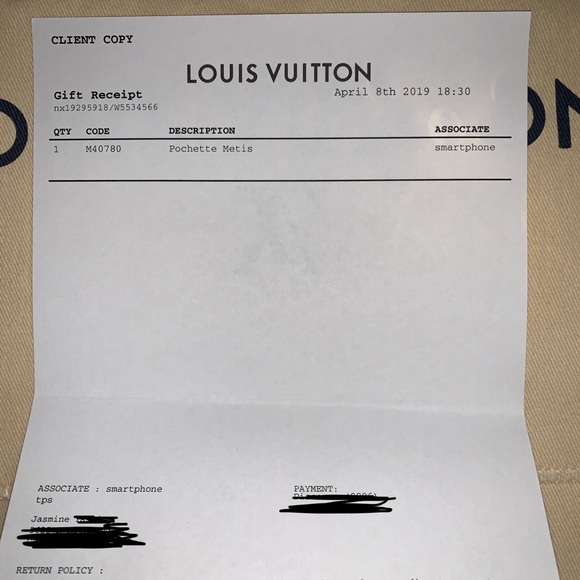 CLIENT COPY
LOUIS VUITTON
Gift Receipt
April 8th 2019 18:30
nx19295918/W5534566
QTY CODE DESCRIPTION ASSOCIATE
1 M40780 Pochette Metis smartphone
ASSOCIATE : smartphone
tps
PAYMENT:
Jasmine
RETURN POLICY :
ON